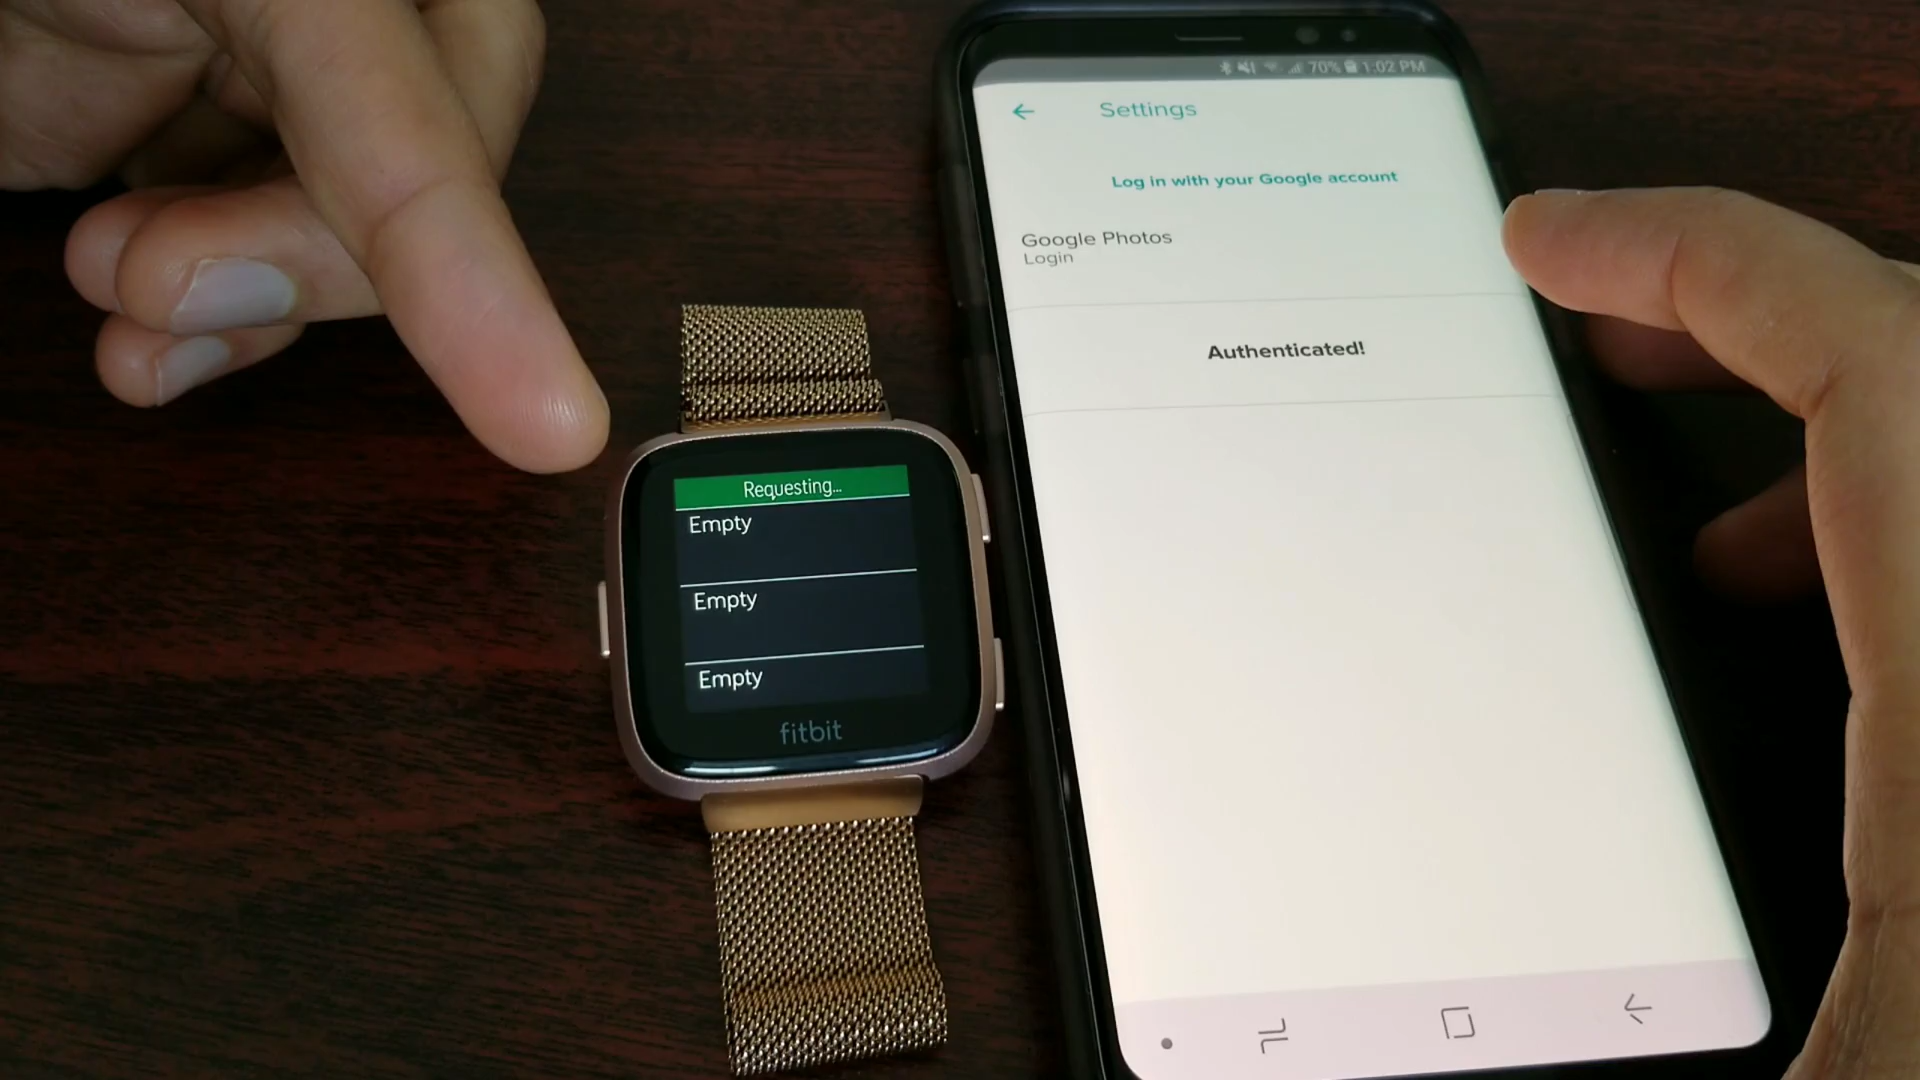 Requesting...
Empty
Empty
Empty
fitbit
70% 1:02 PM
Settings
Log in with your Google account
Google Photos
Login
Authenticated!